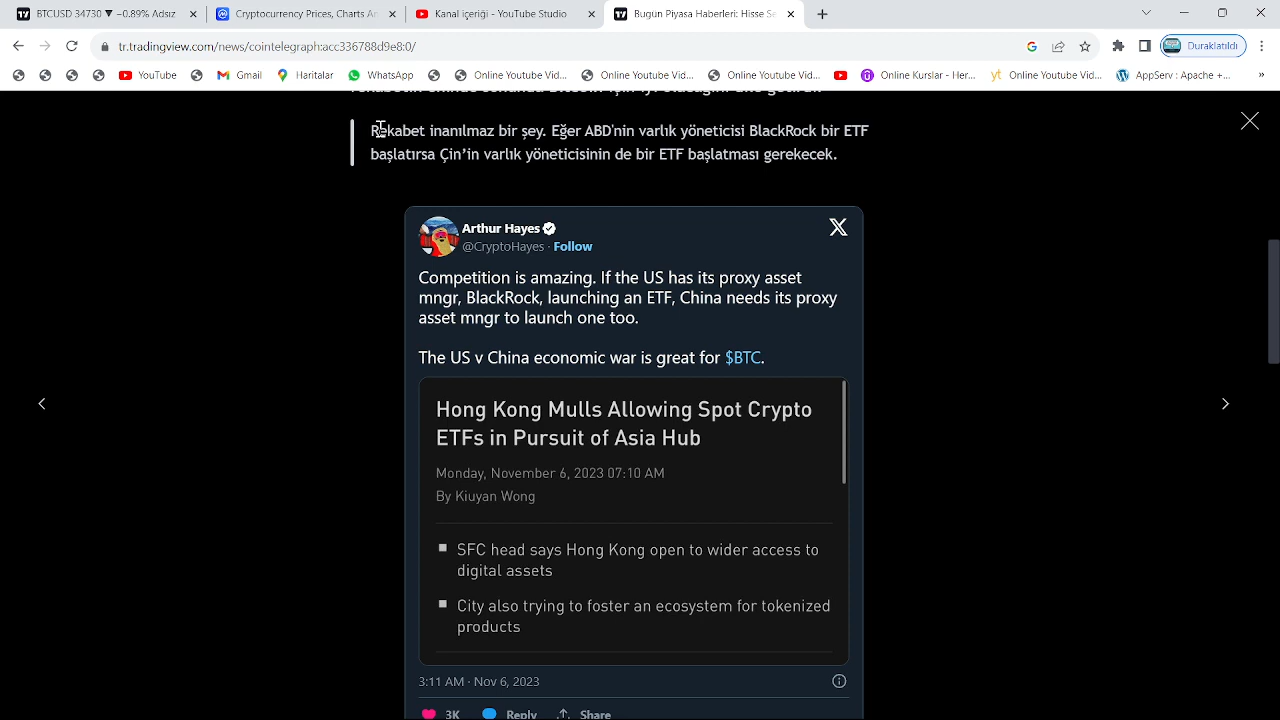 BTCUSD 34730 ▼ −0.89% Adsız
Cryptocurrency Prices, Charts An
Kanal içeriği - YouTube Studio
Bugün Piyasa Haberleri: Hisse Se
tr.tradingview.com/news/cointelegraph:acc336788d9e8:0/
Duraklatıldı
YouTube
Gmail
Haritalar
WhatsApp
Online Youtube Vid...
Online Youtube Vid...
Online Youtube Vid...
Online Kurslar - Her...
Online Youtube Vid...
AppServ : Apache +...
Rekabet inanılmaz bir şey. Eğer ABD'nin varlık yöneticisi BlackRock bir ETF
başlatırsa Çin’in varlık yöneticisinin de bir ETF başlatması gerekecek.
Arthur Hayes
@CryptoHayes · Follow
Competition is amazing. If the US has its proxy asset
mngr, BlackRock, launching an ETF, China needs its proxy
asset mngr to launch one too.
The US v China economic war is great for $BTC.
Hong Kong Mulls Allowing Spot Crypto
ETFs in Pursuit of Asia Hub
Monday, November 6, 2023 07:10 AM
By Kiuyan Wong
SFC head says Hong Kong open to wider access to
digital assets
City also trying to foster an ecosystem for tokenized
products
3:11 AM · Nov 6, 2023
3K Reply Share